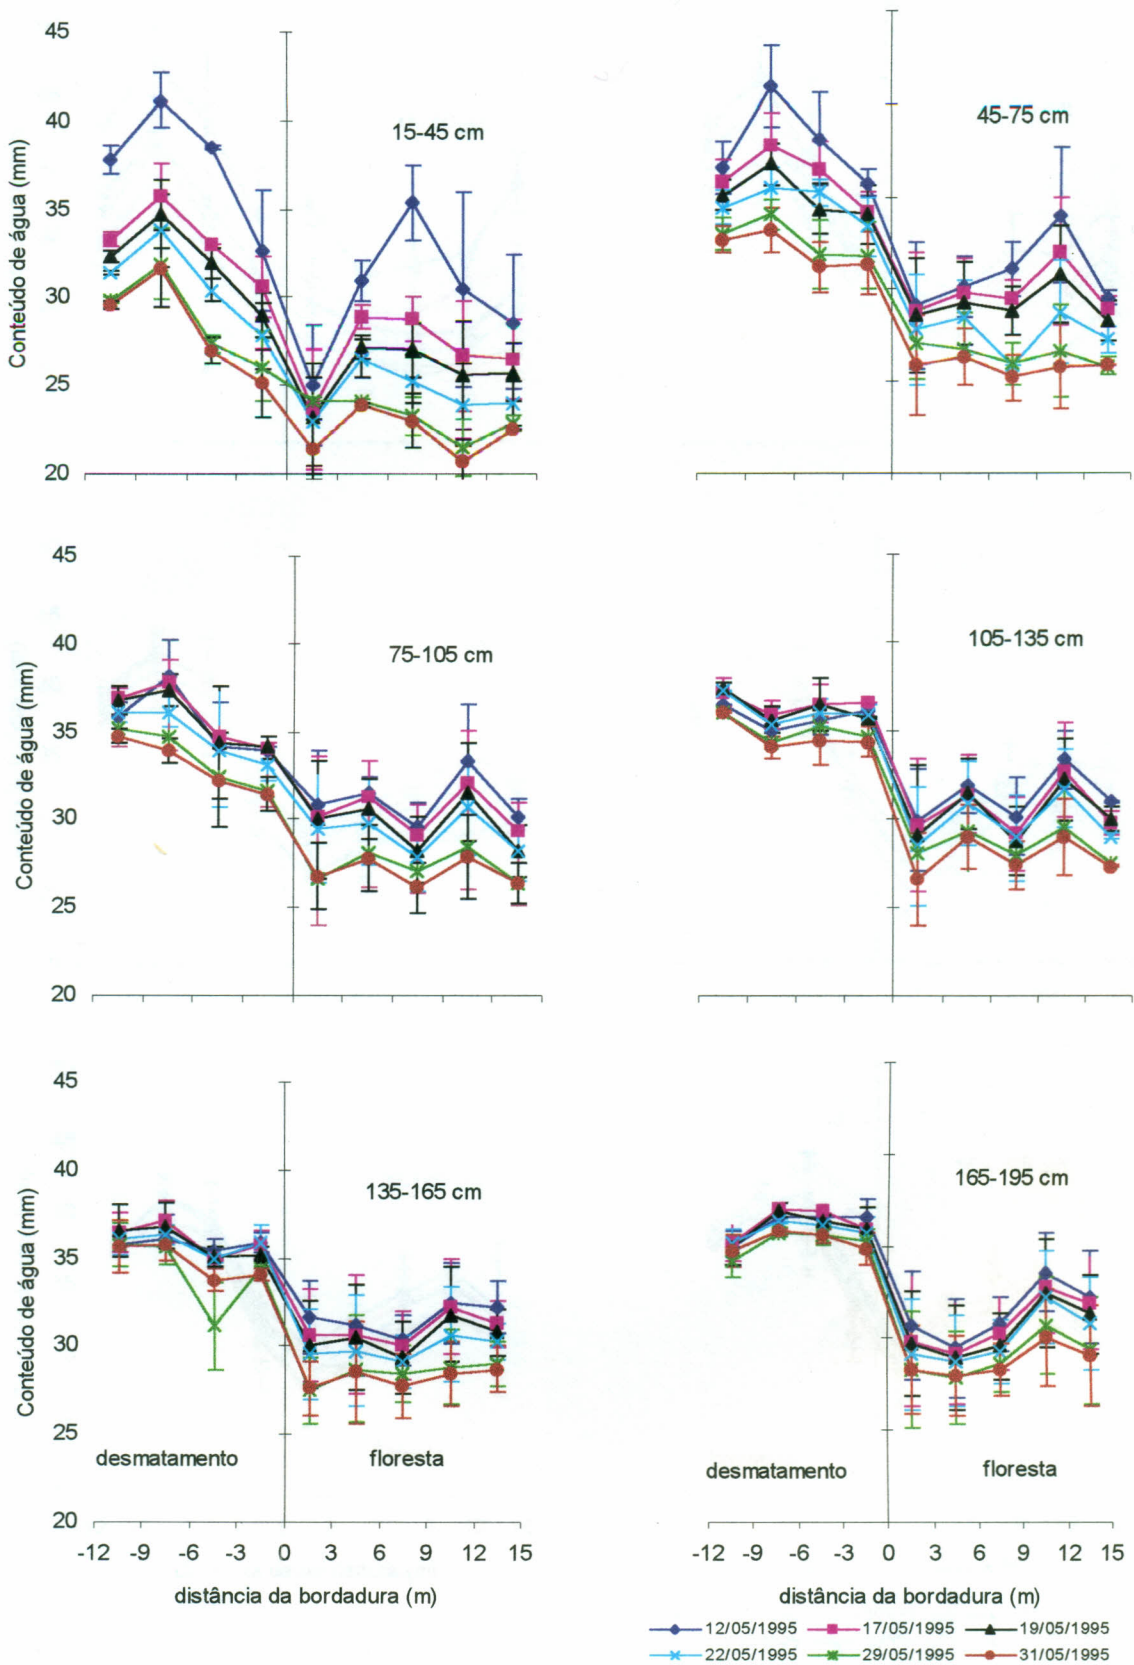 45
40
35
30
25
20
Conteúdo de água (mm)
15-45 cm
45-75 cm
45
40
35
30
25
20
Conteúdo de água (mm)
75-105 cm
105-135 cm
45
40
35
30
25
20
Conteúdo de água (mm)
135-165 cm
165-195 cm
desmatamento floresta
desmatamento floresta
-12 -9 -6 -3 0 3 6 9 12 15
-12 -9 -6 -3 0 3 6 9 12 15
distância da bordadura (m)
distância da bordadura (m)
12/05/1995 17/05/1995 19/05/1995
22/05/1995 29/05/1995 31/05/1995